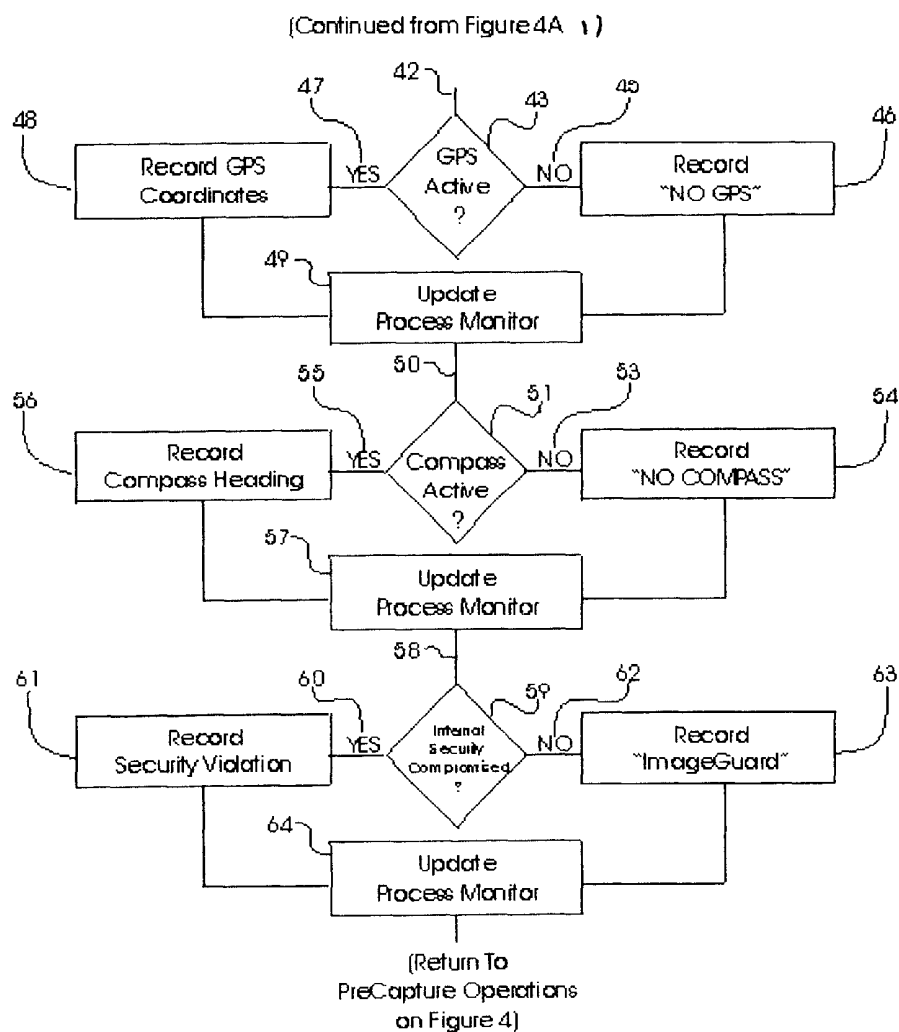 (Continued from Figure 4A 1)
42
47
43
45
48
46
Record GPS
Coordinates
YES
GPS
Active
?
NO
Record
"NO GPS"
49
Update
Process Monitor
50
55
53
56
51
54
Record
Compass Heading
YES
Compass
Active
?
NO
Record
"NO COMPASS"
57
Update
Process Monitor
58
61
60
59
62
63
Record
Security Violation
YES
Internal
Security
Compromised
?
NO
Record
"ImageGuard"
64
Update
Process Monitor
(Return To
PreCapture Operations
on Figure 4)